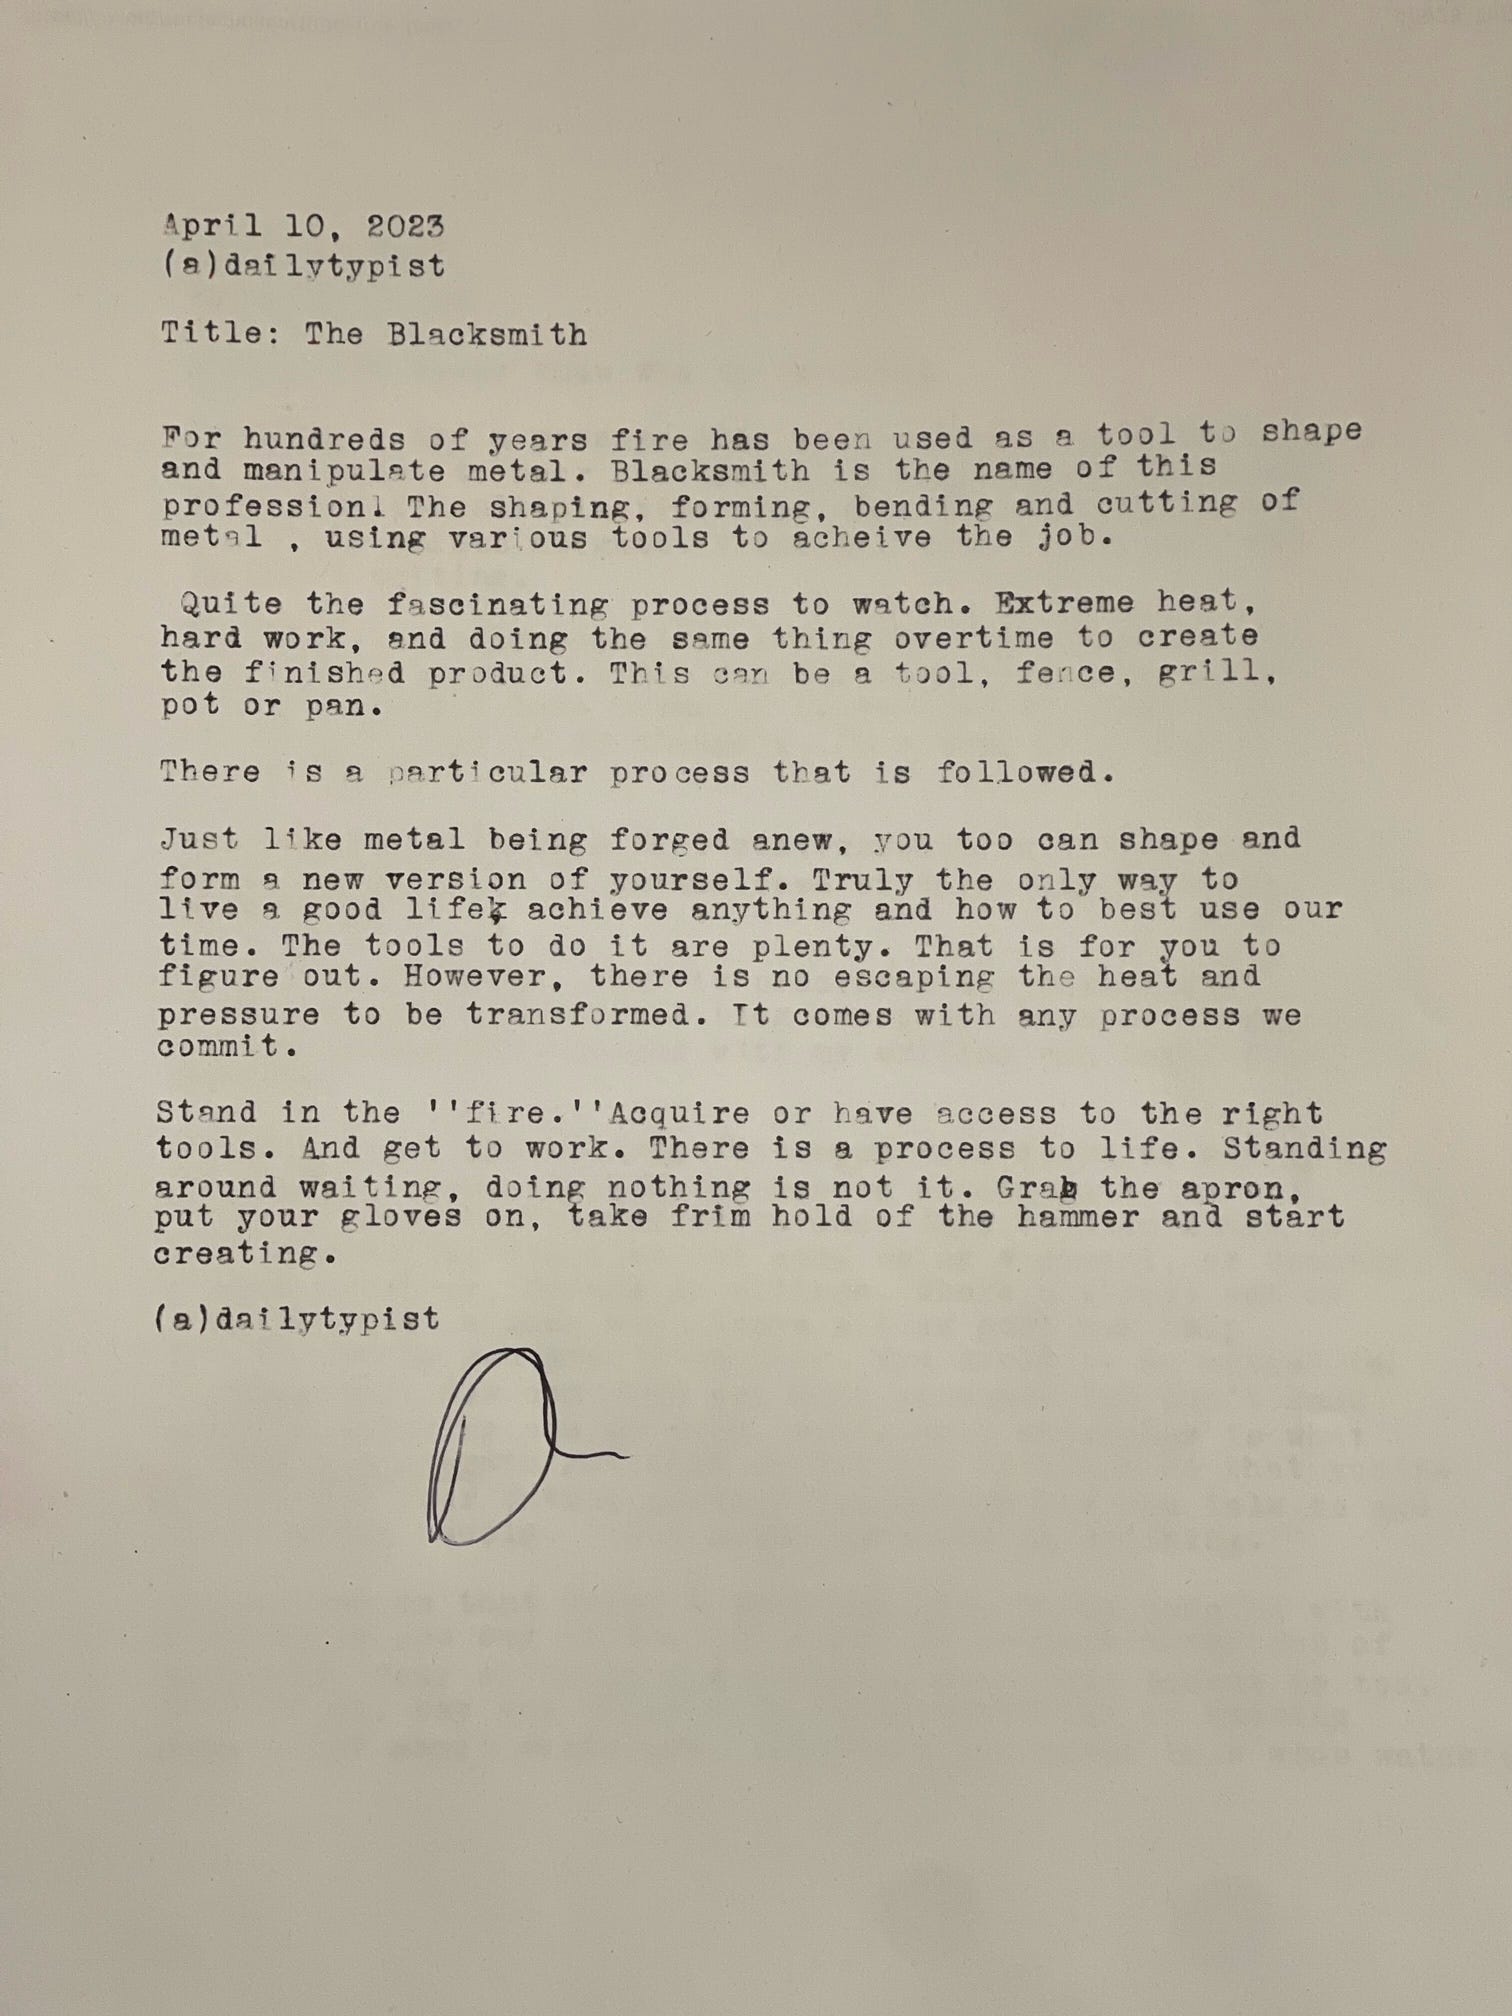 April 10, 2023
(a)dailytypist
Title: The Blacksmith
For hundreds of years fire has been used as a tool to shape
and manipulate metal. Blacksmith is the name of this
profession. The shaping, forming, bending and cutting of
metal , using various tools to acheive the job.
Quite the fascinating process to watch. Extreme heat,
hard work, and doing the same thing overtime to create
the finished product. This can be a tool, fence, grill,
pot or pan.
There is a particular process that is followed.
Just like metal being forged anew, you too can shape and
form a new version of yourself. Truly the only way to
live a good life, achieve anything and how to best use our
time. The tools to do it are plenty. That is for you to
figure out. However, there is no escaping the heat and
pressure to be transformed. It comes with any process we
commit.
Stand in the ''fire.''Acquire or have access to the right
tools. And get to work. There is a process to life. Standing
around waiting, doing nothing is not it. Grab the apron,
put your gloves on, take frim hold of the hammer and start
creating.
(a)dailytypist